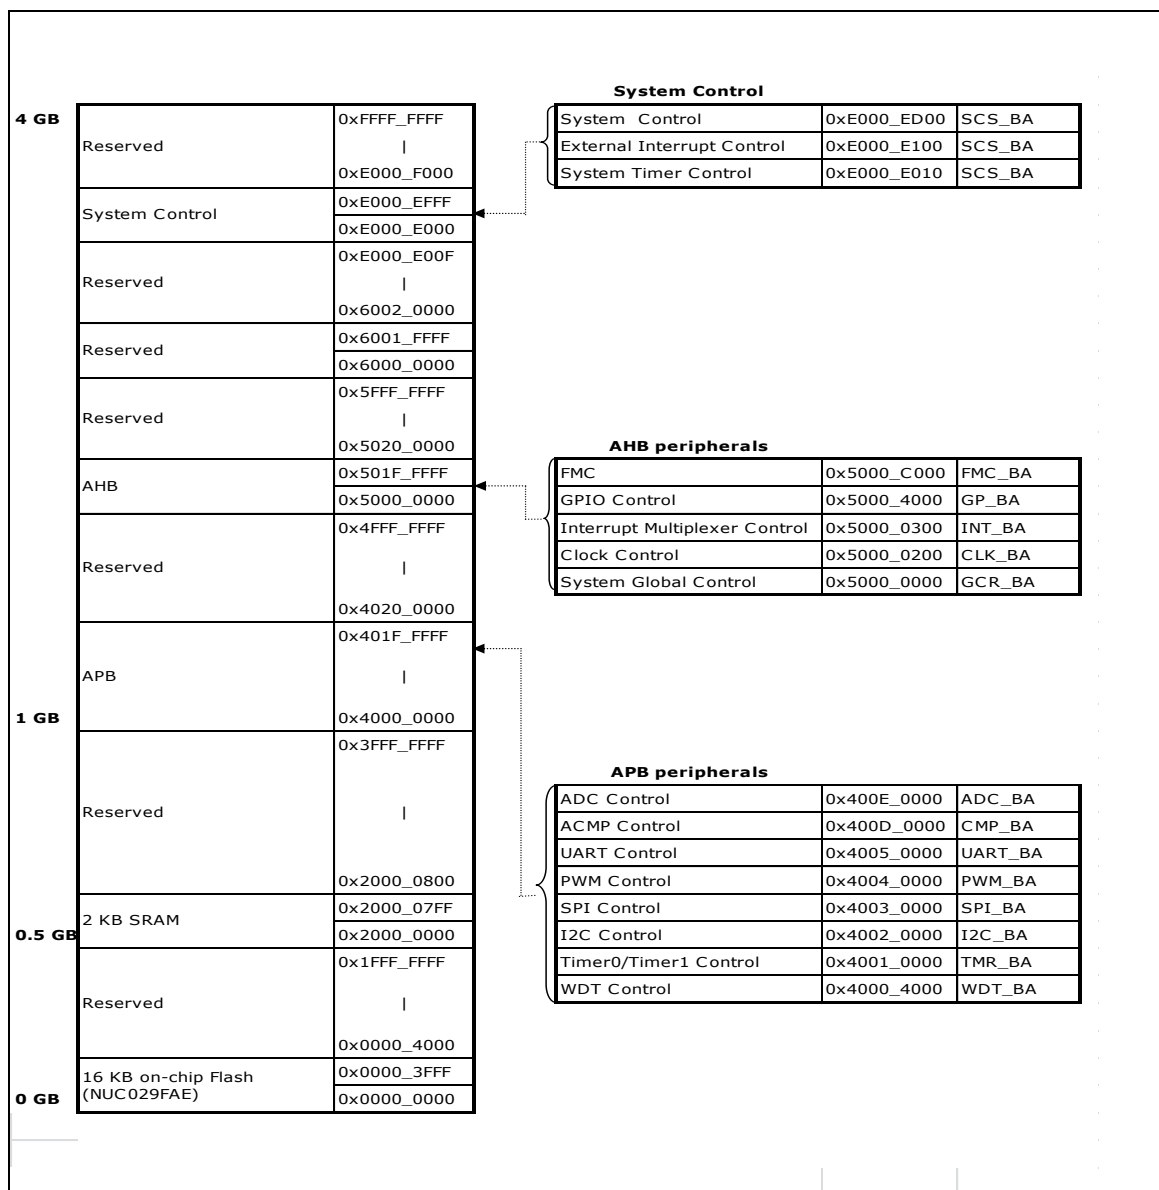 System Control
4 GB
Reserved
0xFFFF_FFFF
|
0xE000_F000
System Control
0xE000_EFFF
0xE000_E000
Reserved
0xE000_E00F
|
0x6002_0000
Reserved
0x6001_FFFF
0x6000_0000
Reserved
0x5FFF_FFFF
|
0x5020_0000
AHB
0x501F_FFFF
0x5000_0000
Reserved
0x4FFF_FFFF
|
0x4020_0000
APB
0x401F_FFFF
|
1 GB
0x4000_0000
Reserved
0x3FFF_FFFF
|
0x2000_0800
2 KB SRAM
0x2000_07FF
0.5 GB
0x2000_0000
Reserved
0x1FFF_FFFF
|
0x0000_4000
16 KB on-chip Flash
(NUC029FAE)
0x0000_3FFF
0 GB
0x0000_0000
System Control 0xE000_ED00 SCS_BA
External Interrupt Control 0xE000_E100 SCS_BA
System Timer Control 0xE000_E010 SCS_BA
AHB peripherals
FMC 0x5000_C000 FMC_BA
GPIO Control 0x5000_4000 GP_BA
Interrupt Multiplexer Control 0x5000_0300 INT_BA
Clock Control 0x5000_0200 CLK_BA
System Global Control 0x5000_0000 GCR_BA
APB peripherals
ADC Control 0x400E_0000 ADC_BA
ACMP Control 0x400D_0000 CMP_BA
UART Control 0x4005_0000 UART_BA
PWM Control 0x4004_0000 PWM_BA
SPI Control 0x4003_0000 SPI_BA
I2C Control 0x4002_0000 I2C_BA
Timer0/Timer1 Control 0x4001_0000 TMR_BA
WDT Control 0x4000_4000 WDT_BA